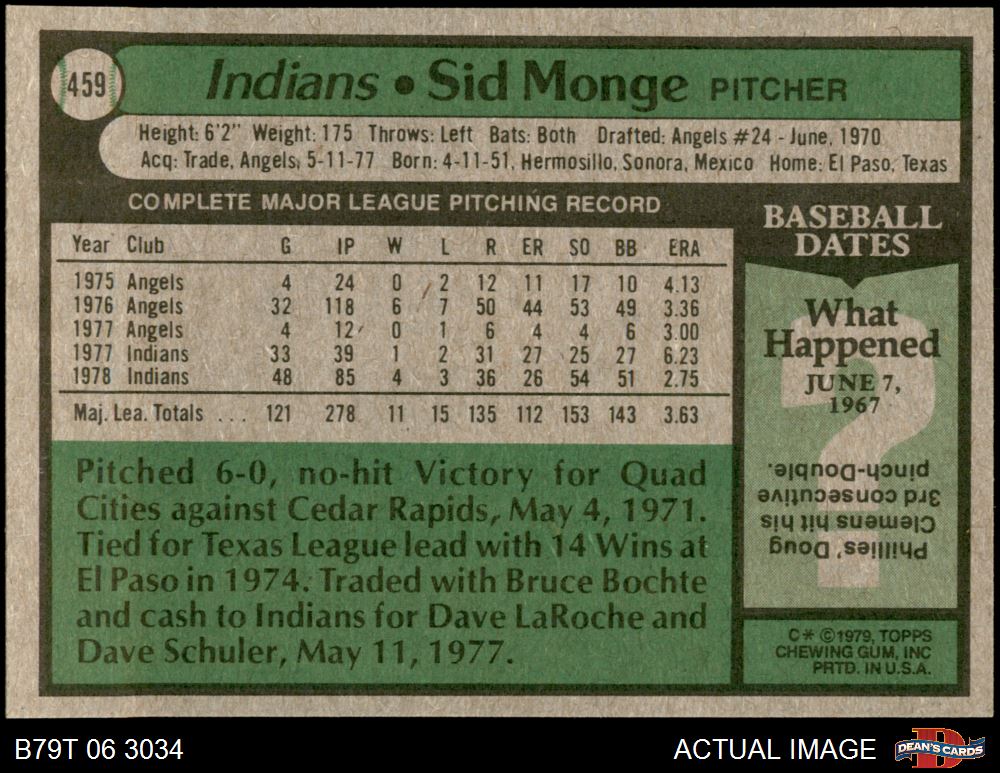 459
Indians • Sid Monge PITCHER
Height: 6'2" Weight: 175 Throws: Left Bats: Both Drafted: Angels #24 - June, 1970
Acq: Trade, Angels, 5-11-77 Born: 4-11-51, Hermosillo, Sonora, Mexico Home: El Paso, Texas
COMPLETE MAJOR LEAGUE PITCHING RECORD
Year Club G IP W L R ER SO BB ERA
1975 Angels 4 24 0 2 12 11 17 10 4.13
1976 Angels 32 118 6 7 50 44 53 49 3.36
1977 Angels 4 12 0 1 6 4 4 6 3.00
1977 Indians 33 39 1 2 31 27 25 27 6.23
1978 Indians 48 85 4 3 36 26 54 51 2.75
Maj. Lea. Totals ... 121 278 11 15 135 112 153 143 3.63
Pitched 6-0, no-hit Victory for Quad
Cities against Cedar Rapids, May 4, 1971.
Tied for Texas League lead with 14 Wins at
El Paso in 1974. Traded with Bruce Bochte
and cash to Indians for Dave LaRoche and
Dave Schuler, May 11, 1977.
BASEBALL
DATES
What
Happened
JUNE 7,
1967
?
Phillies' Doug
Clemens hit his
3rd consecutive
pinch-Double.
C* ©1979, TOPPS
CHEWING GUM, INC
PRTD. IN U.S.A.
B79T 06 3034
ACTUAL IMAGE
D
DEAN'S CARDS